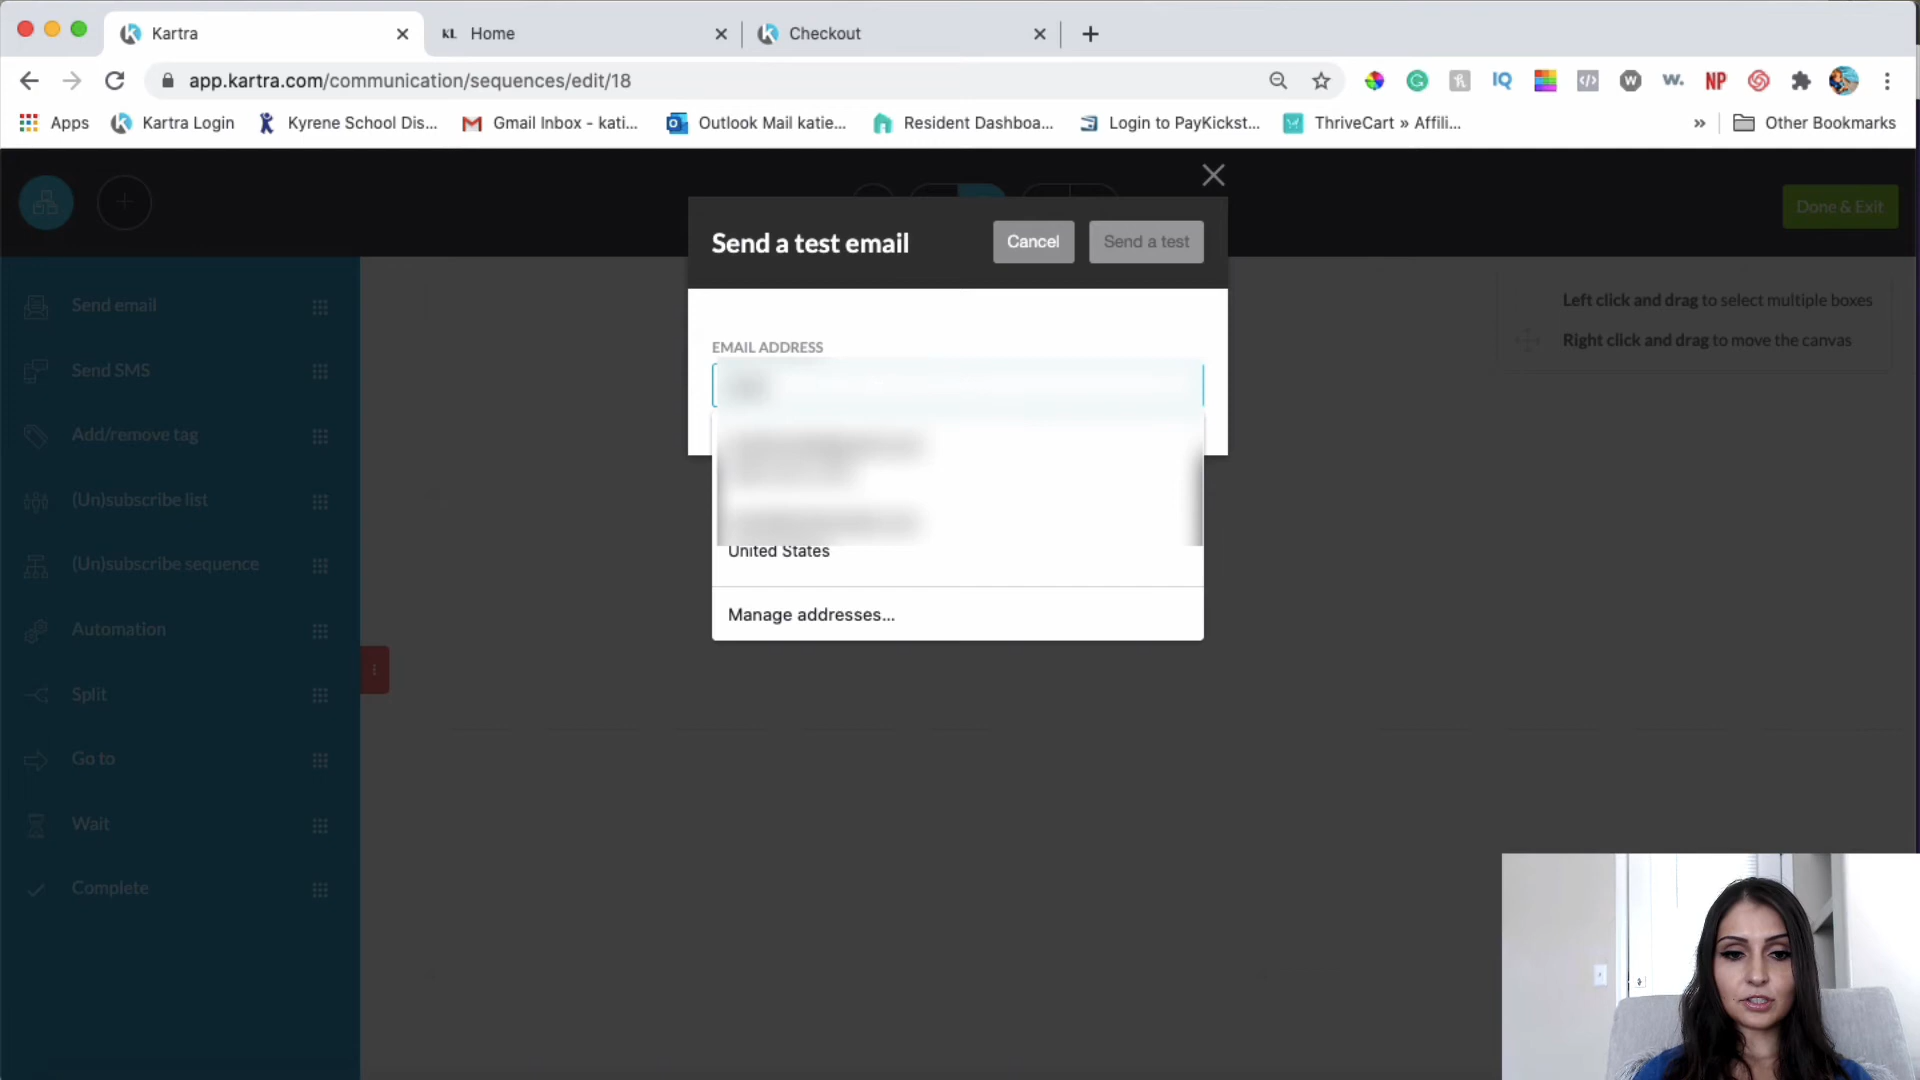 Kartra
KL Home
Checkout
app.kartra.com/communication/sequences/edit/18
IQ
W
w.
NP
Apps
Kartra Login
Kyrene School Dis...
Gmail Inbox - kati...
Outlook Mail katie...
Resident Dashboa...
Login to PayKickst...
ThriveCart » Affili...
»
Other Bookmarks
Done & Exit
Send a test email
Cancel
Send a test
Send email
Send SMS
Add/remove tag
(Un)subscribe list
(Un)subscribe sequence
Automation
Split
Go to
Wait
Complete
Left click and drag to select multiple boxes
Right click and drag to move the canvas
EMAIL ADDRESS
United States
Manage addresses...